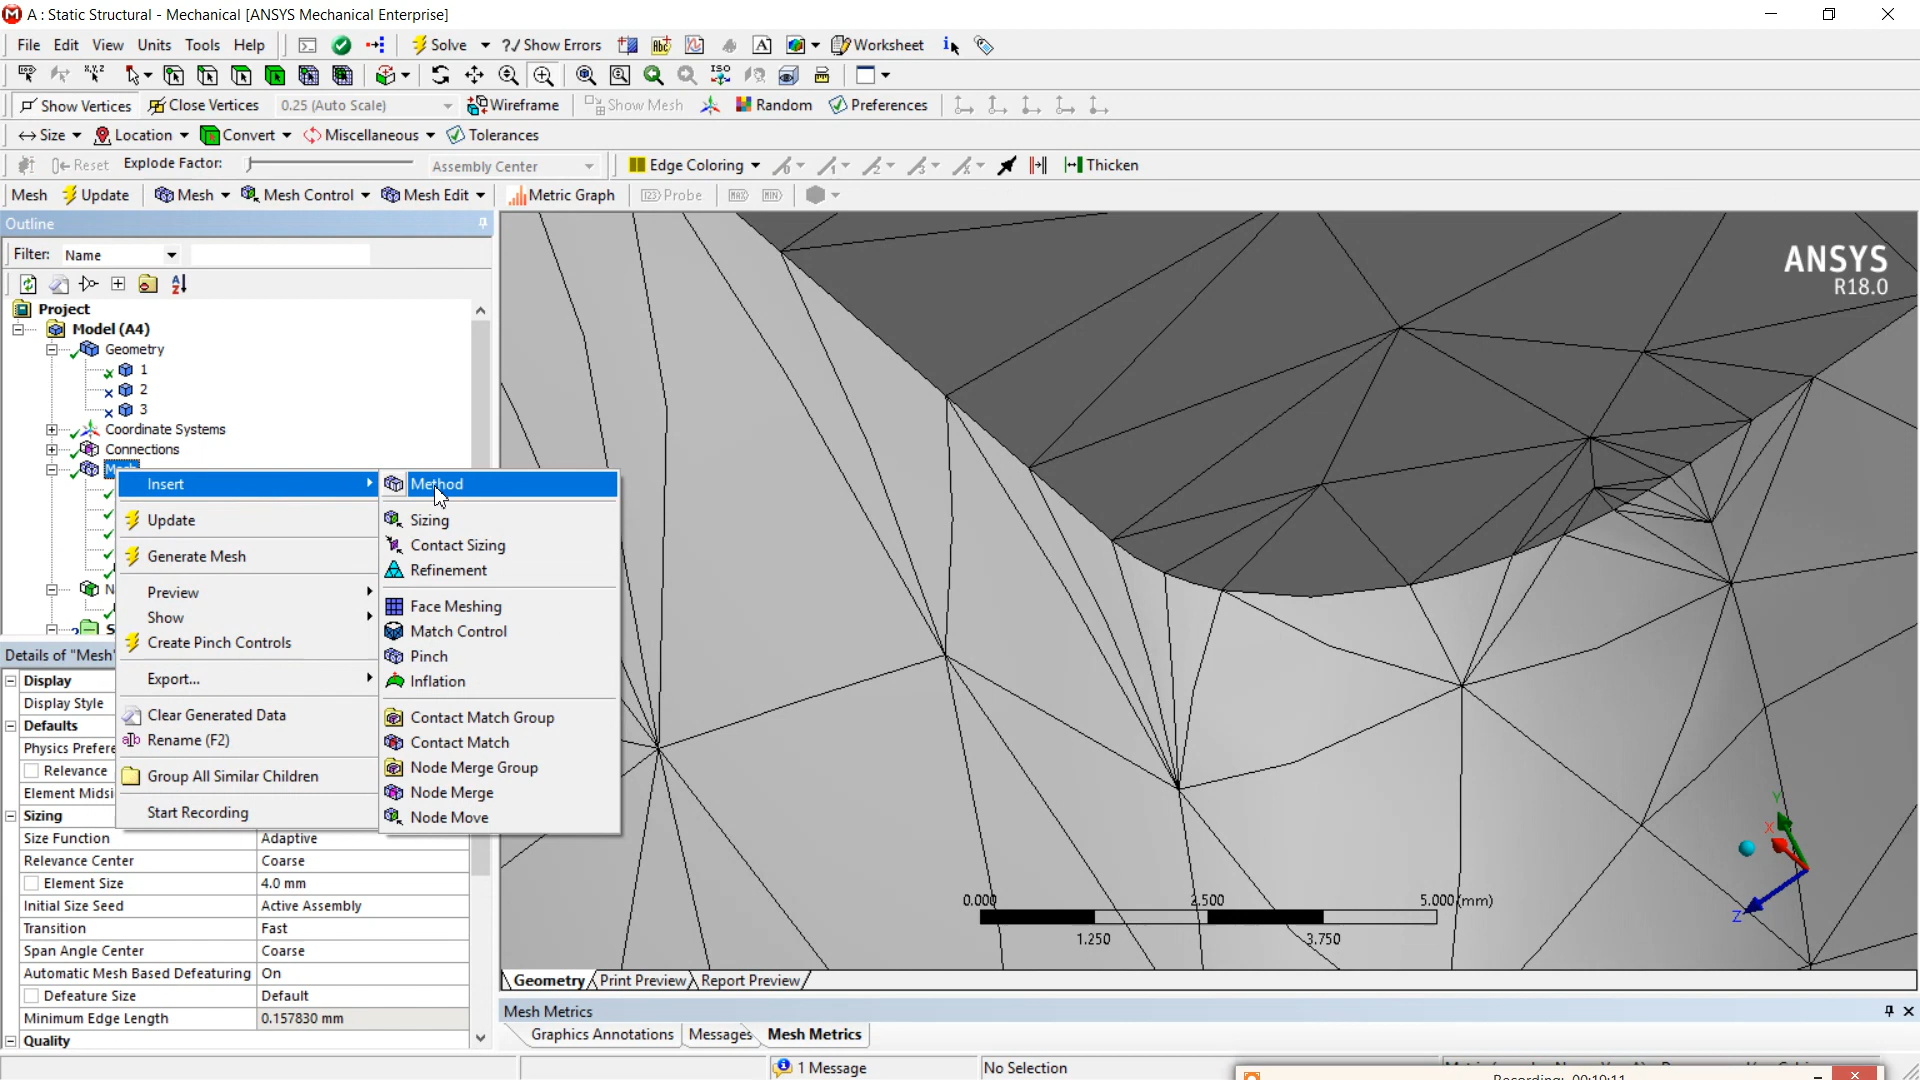 A : Static Structural - Mechanical [ANSYS Mechanical Enterprise]
File Edit View Units Tools Help Solve ?/ Show Errors Worksheet
Show Vertices Close Vertices 0.25 (Auto Scale) Wireframe Show Mesh Random Preferences
Size Location Convert Miscellaneous Tolerances
Reset Explode Factor: Assembly Center Edge Coloring Thicken
Mesh Update Mesh Mesh Control Mesh Edit Metric Graph Probe
Outline
Filter: Name
Project
Model (A4)
Geometry
1
2
3
Coordinate Systems
Connections
Insert
Update
Generate Mesh
Preview
Show
Create Pinch Controls
Export...
Clear Generated Data
Rename (F2)
Group All Similar Children
Start Recording
Method
Sizing
Contact Sizing
Refinement
Face Meshing
Match Control
Pinch
Inflation
Contact Match Group
Contact Match
Node Merge Group
Node Merge
Node Move
Details of "Mesh"
Display
Display Style
Defaults
Physics Prefere
Relevance
Element Midsi
Sizing
Size Function Adaptive
Relevance Center Coarse
Element Size 4.0 mm
Initial Size Seed Active Assembly
Transition Fast
Span Angle Center Coarse
Automatic Mesh Based Defeaturing On
Defeature Size Default
Minimum Edge Length 0.157830 mm
Quality
ANSYS
R18.0
Y
X
Z
0.000 2.500 5.000 (mm)
1.250 3.750
Geometry Print Preview Report Preview
Mesh Metrics
Graphics Annotations Messages Mesh Metrics
1 Message No Selection